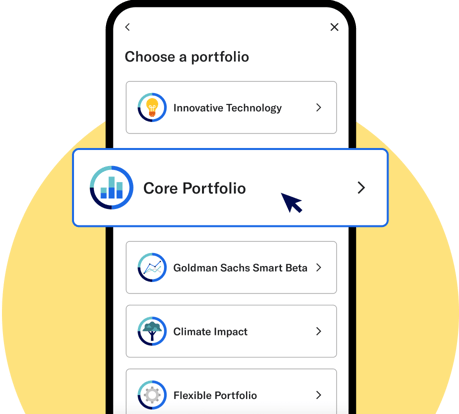 Choose a portfolio
Innovative Technology
Core Portfolio
Goldman Sachs Smart Beta
Climate Impact
Flexible Portfolio